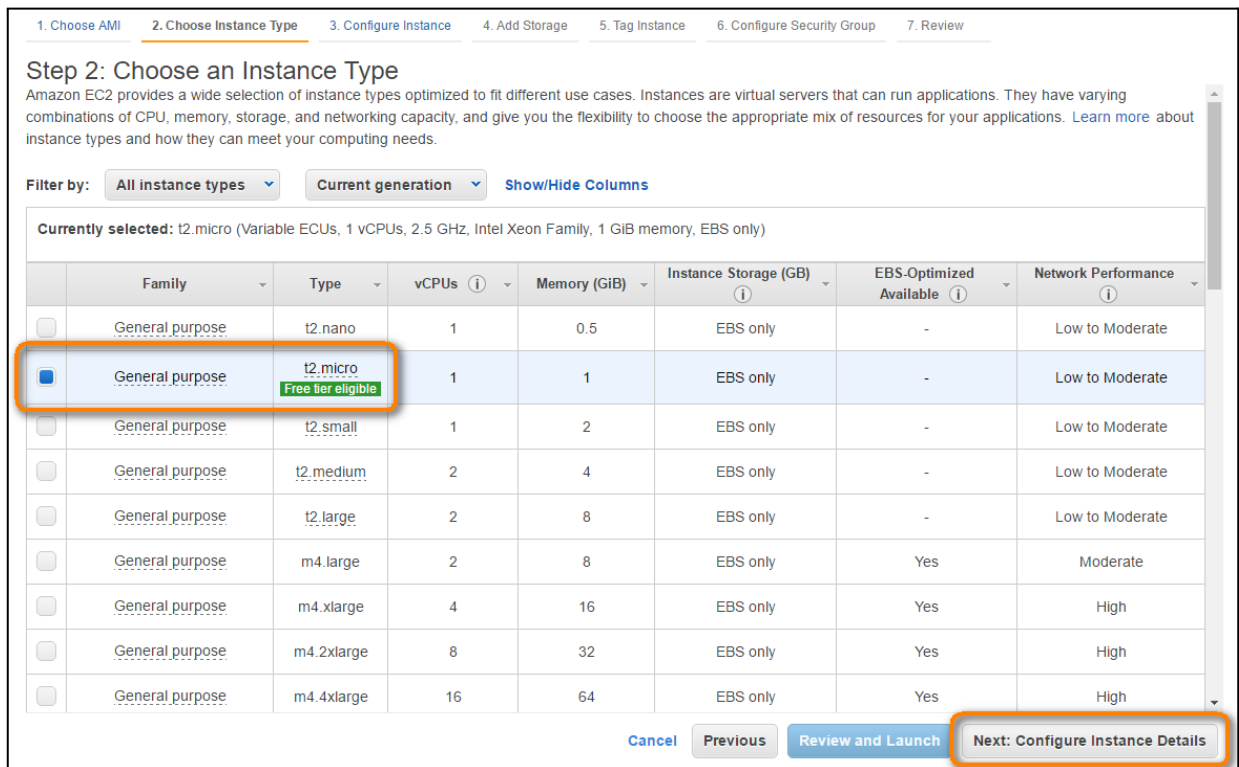 1. Choose AMI 2. Choose Instance Type 3. Configure Instance 4. Add Storage 5. Tag Instance 6. Configure Security Group 7. Review
Step 2: Choose an Instance Type
Amazon EC2 provides a wide selection of instance types optimized to fit different use cases. Instances are virtual servers that can run applications. They have varying
combinations of CPU, memory, storage, and networking capacity, and give you the flexibility to choose the appropriate mix of resources for your applications. Learn more about
instance types and how they can meet your computing needs.
Filter by: All instance types Current generation Show/Hide Columns
Currently selected: t2.micro (Variable ECUs, 1 vCPUs, 2.5 GHz, Intel Xeon Family, 1 GiB memory, EBS only)
Family Type vCPUs Memory (GiB) Instance Storage (GB) EBS-Optimized Available Network Performance
General purpose t2.nano 1 0.5 EBS only - Low to Moderate
General purpose t2.micro 1 1 EBS only - Low to Moderate
Free tier eligible
General purpose t2.small 1 2 EBS only - Low to Moderate
General purpose t2.medium 2 4 EBS only - Low to Moderate
General purpose t2.large 2 8 EBS only - Low to Moderate
General purpose m4.large 2 8 EBS only Yes Moderate
General purpose m4.xlarge 4 16 EBS only Yes High
General purpose m4.2xlarge 8 32 EBS only Yes High
General purpose m4.4xlarge 16 64 EBS only Yes High
Cancel Previous Review and Launch Next: Configure Instance Details